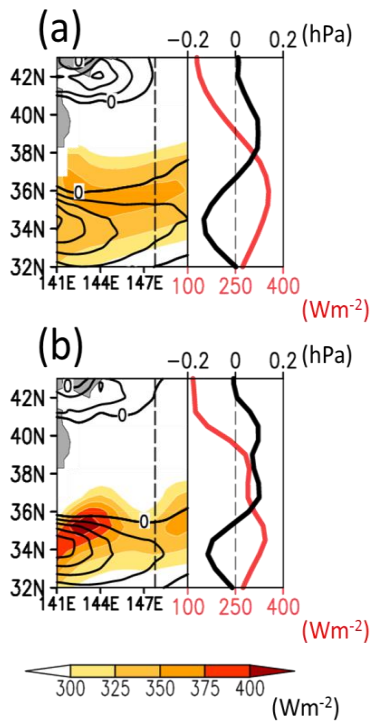 (a)
−0.2 0 0.2 (hPa)
42N
40N
38N
36N
34N
32N
0
0
0
141E 144E 147E 100 250 400
(Wm-2)
(b)
−0.2 0 0.2 (hPa)
42N
40N
38N
36N
34N
32N
0
0
0
141E 144E 147E 100 250 400
(Wm-2)
300 325 350 375 400
(Wm-2)